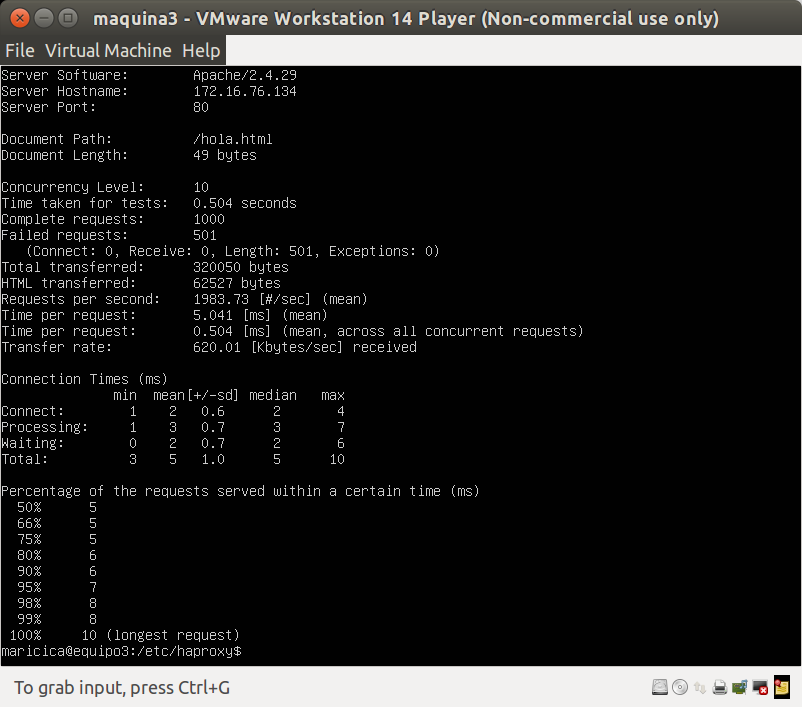 maquina3 - VMware Workstation 14 Player (Non-commercial use only)
File Virtual Machine Help
Server Software:        Apache/2.4.29
Server Hostname:        172.16.76.134
Server Port:            80
Document Path:          /hola.html
Document Length:        49 bytes
Concurrency Level:      10
Time taken for tests:   0.504 seconds
Complete requests:      1000
Failed requests:        501
   (Connect: 0, Receive: 0, Length: 501, Exceptions: 0)
Total transferred:      320050 bytes
HTML transferred:       62527 bytes
Requests per second:    1983.73 [#/sec] (mean)
Time per request:       5.041 [ms] (mean)
Time per request:       0.504 [ms] (mean, across all concurrent requests)
Transfer rate:          620.01 [Kbytes/sec] received
Connection Times (ms)
              min  mean[+/-sd] median   max
Connect:        1    2   0.6      2       4
Processing:     1    3   0.7      3       7
Waiting:        0    2   0.7      2       6
Total:          3    5   1.0      5      10
Percentage of the requests served within a certain time (ms)
  50%      5
  66%      5
  75%      5
  80%      6
  90%      6
  95%      7
  98%      8
  99%      8
 100%     10 (longest request)
maricica@equipo3:/etc/haproxy$
To grab input, press Ctrl+G